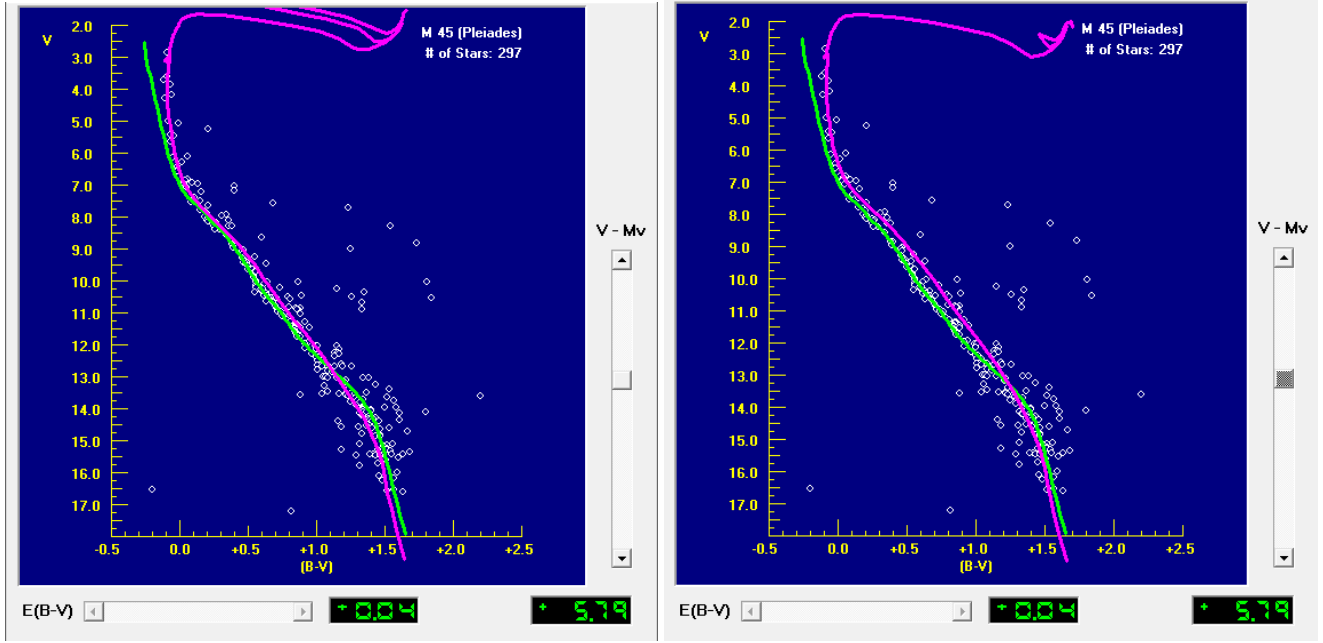 V
M 45 (Pleiades)
# of Stars: 297
2.0
3.0
4.0
5.0
6.0
7.0
8.0
9.0
10.0
11.0
12.0
13.0
14.0
15.0
16.0
17.0
-0.5 0.0 +0.5 +1.0 +1.5 +2.0 +2.5
(B-V)
V - Mv
E(B-V) +0.04 + 5.79
V
M 45 (Pleiades)
# of Stars: 297
2.0
3.0
4.0
5.0
6.0
7.0
8.0
9.0
10.0
11.0
12.0
13.0
14.0
15.0
16.0
17.0
-0.5 0.0 +0.5 +1.0 +1.5 +2.0 +2.5
(B-V)
V - Mv
E(B-V) +0.04 + 5.79